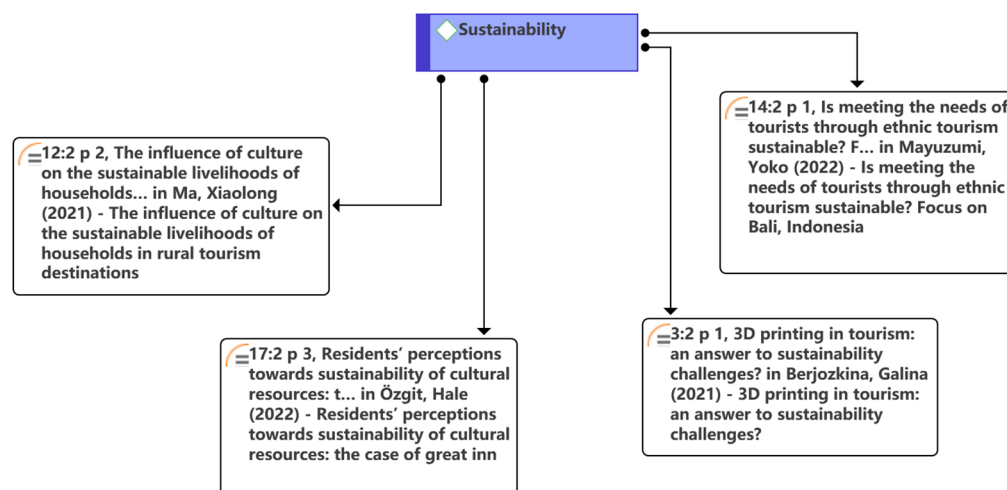 Sustainability
14:2 p 1, Is meeting the needs of
tourists through ethnic tourism
sustainable? F... in Mayuzumi,
Yoko (2022) - Is meeting the
needs of tourists through ethnic
tourism sustainable? Focus on
Bali, Indonesia
12:2 p 2, The influence of culture
on the sustainable livelihoods of
households... in Ma, Xiaolong
(2021) - The influence of culture on
the sustainable livelihoods of
households in rural tourism
destinations
3:2 p 1, 3D printing in tourism:
an answer to sustainability
challenges? in Berjozkina, Galina
(2021) - 3D printing in tourism:
an answer to sustainability
challenges?
17:2 p 3, Residents’ perceptions
towards sustainability of cultural
resources: t... in Özgit, Hale
(2022) - Residents’ perceptions
towards sustainability of cultural
resources: the case of great inn